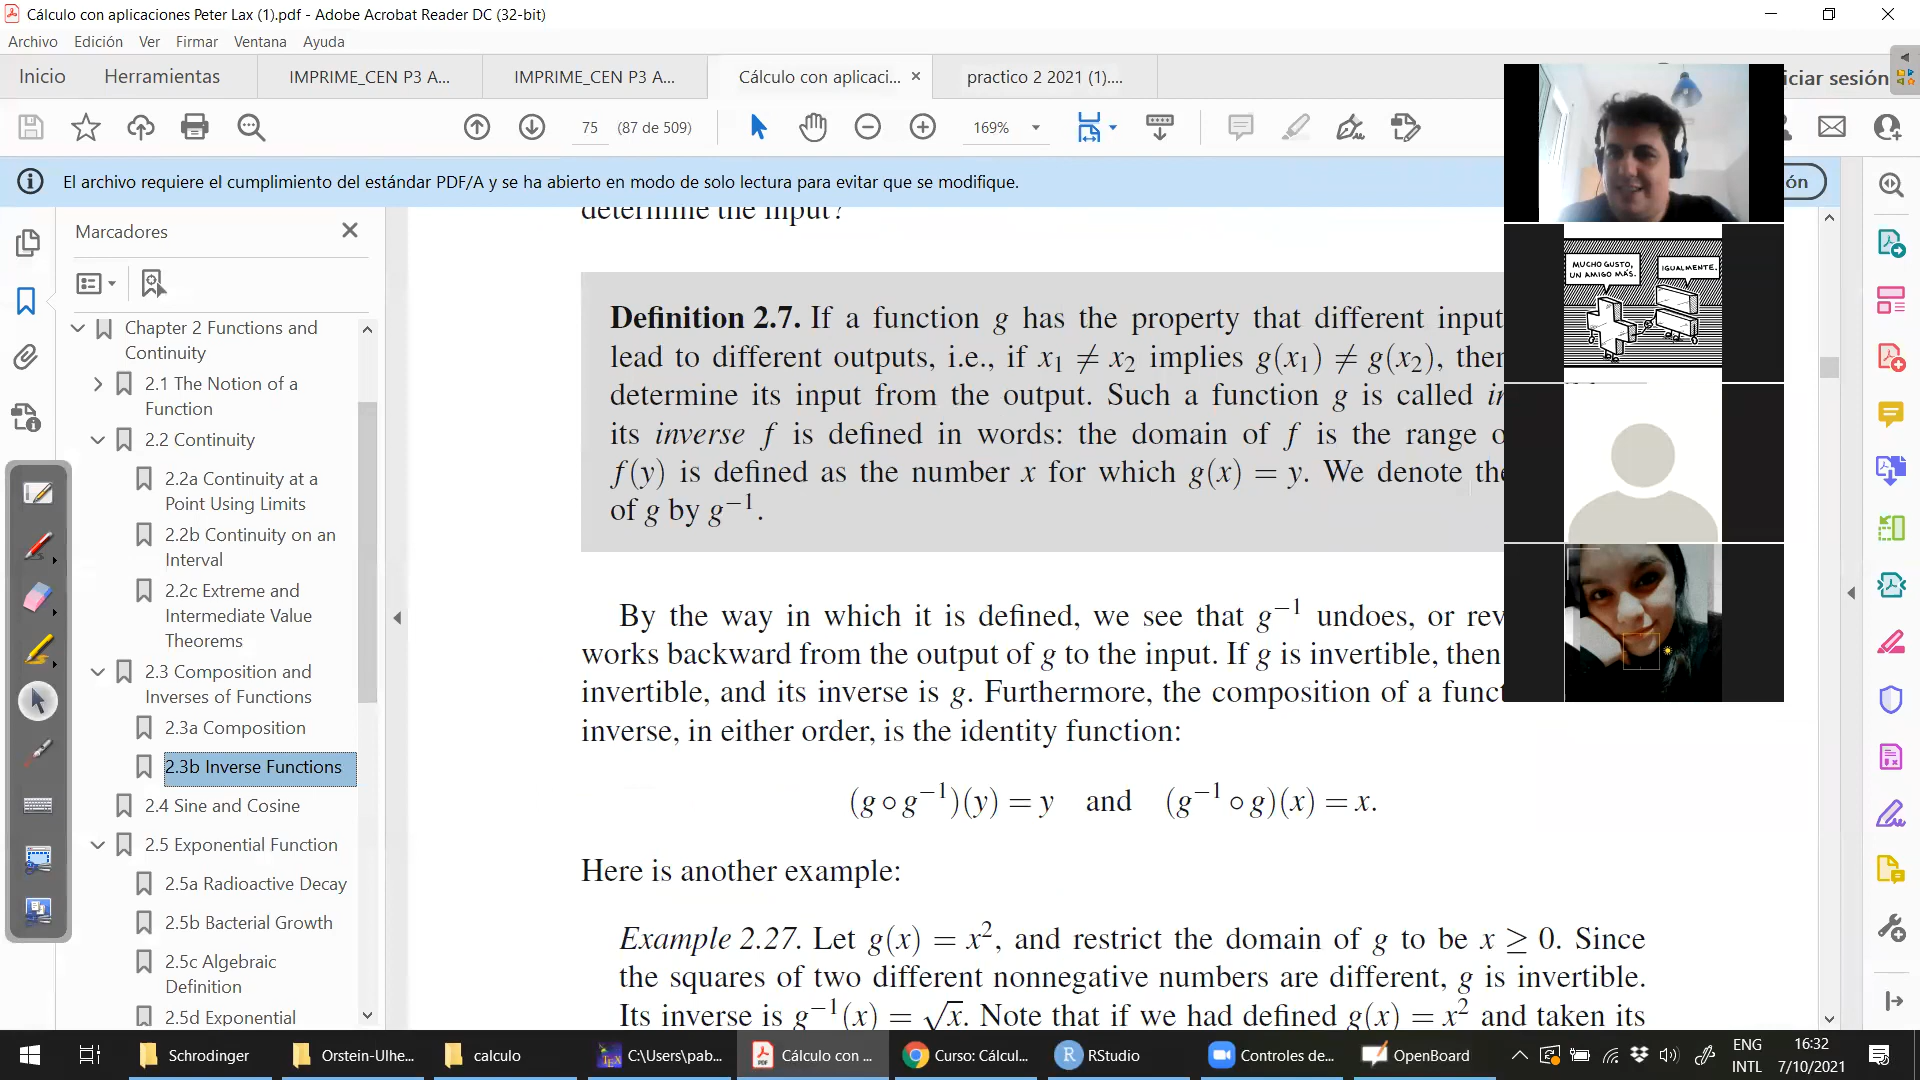 Cálculo con aplicaciones Peter Lax (1).pdf - Adobe Acrobat Reader DC (32-bit)
Archivo Edición Ver Firmar Ventana Ayuda
Inicio Herramientas IMPRIME_CEN P3 A... IMPRIME_CEN P3 A... Cálculo con aplicaci... practico 2 2021 (1).... iciar sesión
75 (87 de 509) 169%
El archivo requiere el cumplimiento del estándar PDF/A y se ha abierto en modo de solo lectura para evitar que se modifique. ón
Marcadores
Chapter 2 Functions and
Continuity
2.1 The Notion of a
Function
2.2 Continuity
2.2a Continuity at a
Point Using Limits
2.2b Continuity on an
Interval
2.2c Extreme and
Intermediate Value
Theorems
2.3 Composition and
Inverses of Functions
2.3a Composition
2.3b Inverse Functions
2.4 Sine and Cosine
2.5 Exponential Function
2.5a Radioactive Decay
2.5b Bacterial Growth
2.5c Algebraic
Definition
2.5d Exponential
determine the input?
Definition 2.7. If a function g has the property that different input
lead to different outputs, i.e., if x₁ ≠ x₂ implies g(x₁) ≠ g(x₂), then
determine its input from the output. Such a function g is called in
its inverse f is defined in words: the domain of f is the range o
f(y) is defined as the number x for which g(x) = y. We denote the
of g by g⁻¹.
By the way in which it is defined, we see that g⁻¹ undoes, or rev
works backward from the output of g to the input. If g is invertible, then
invertible, and its inverse is g. Furthermore, the composition of a func
inverse, in either order, is the identity function:
(g ∘ g⁻¹)(y) = y and (g⁻¹ ∘ g)(x) = x.
Here is another example:
Example 2.27. Let g(x) = x², and restrict the domain of g to be x ≥ 0. Since
the squares of two different nonnegative numbers are different, g is invertible.
Its inverse is g⁻¹(x) = √x. Note that if we had defined g(x) = x² and taken its
MUCHO GUSTO,
UN AMIGO MÁS.
IGUALMENTE.
Schrodinger Orstein-Ulhe... calculo C:\Users\pab... Cálculo con ... Curso: Cálcul... RStudio Controles de... OpenBoard
ENG
INTL
16:32
7/10/2021